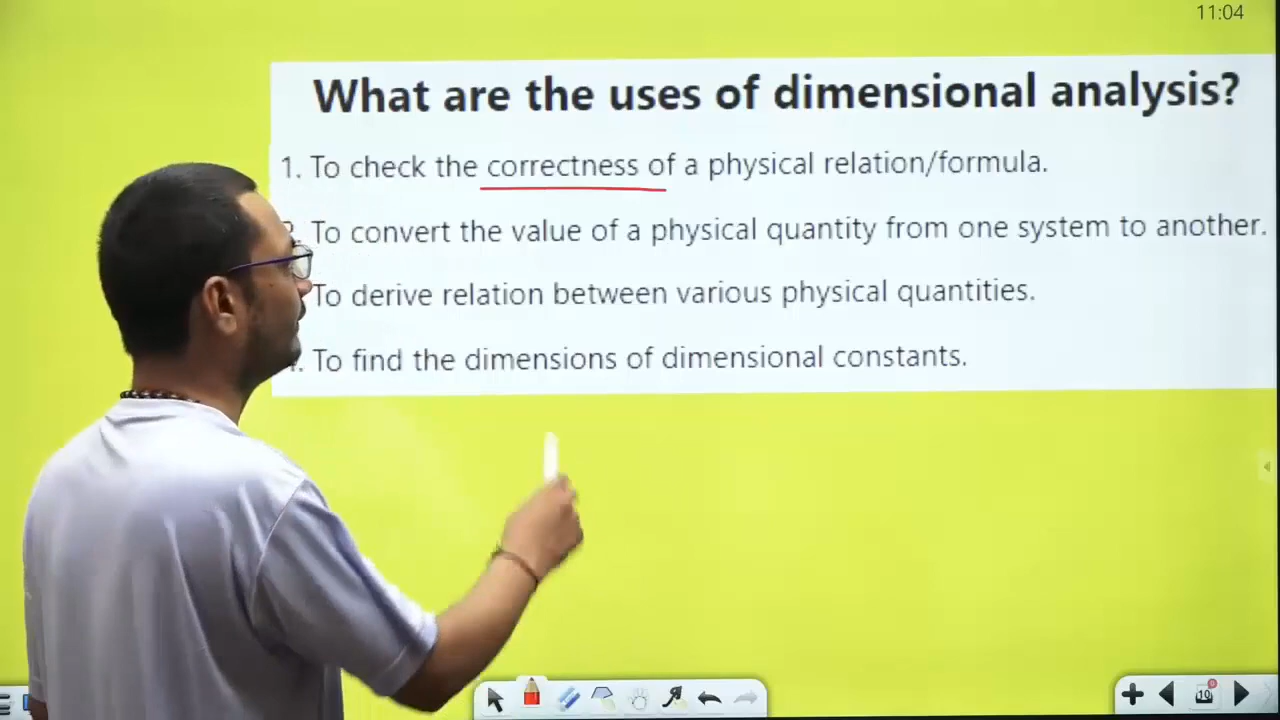 11:04
What are the uses of dimensional analysis?
1. To check the correctness of a physical relation/formula.
To convert the value of a physical quantity from one system to another.
To derive relation between various physical quantities.
4. To find the dimensions of dimensional constants.
10